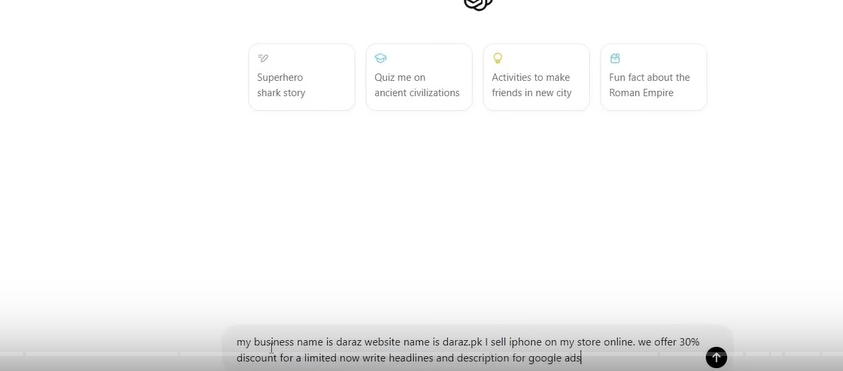 Superhero
shark story
Quiz me on
ancient civilizations
Activities to make
friends in new city
Fun fact about the
Roman Empire
my business name is daraz website name is daraz.pk I sell iphone on my store online. we offer 30%
discount for a limited now write headlines and description for google ads